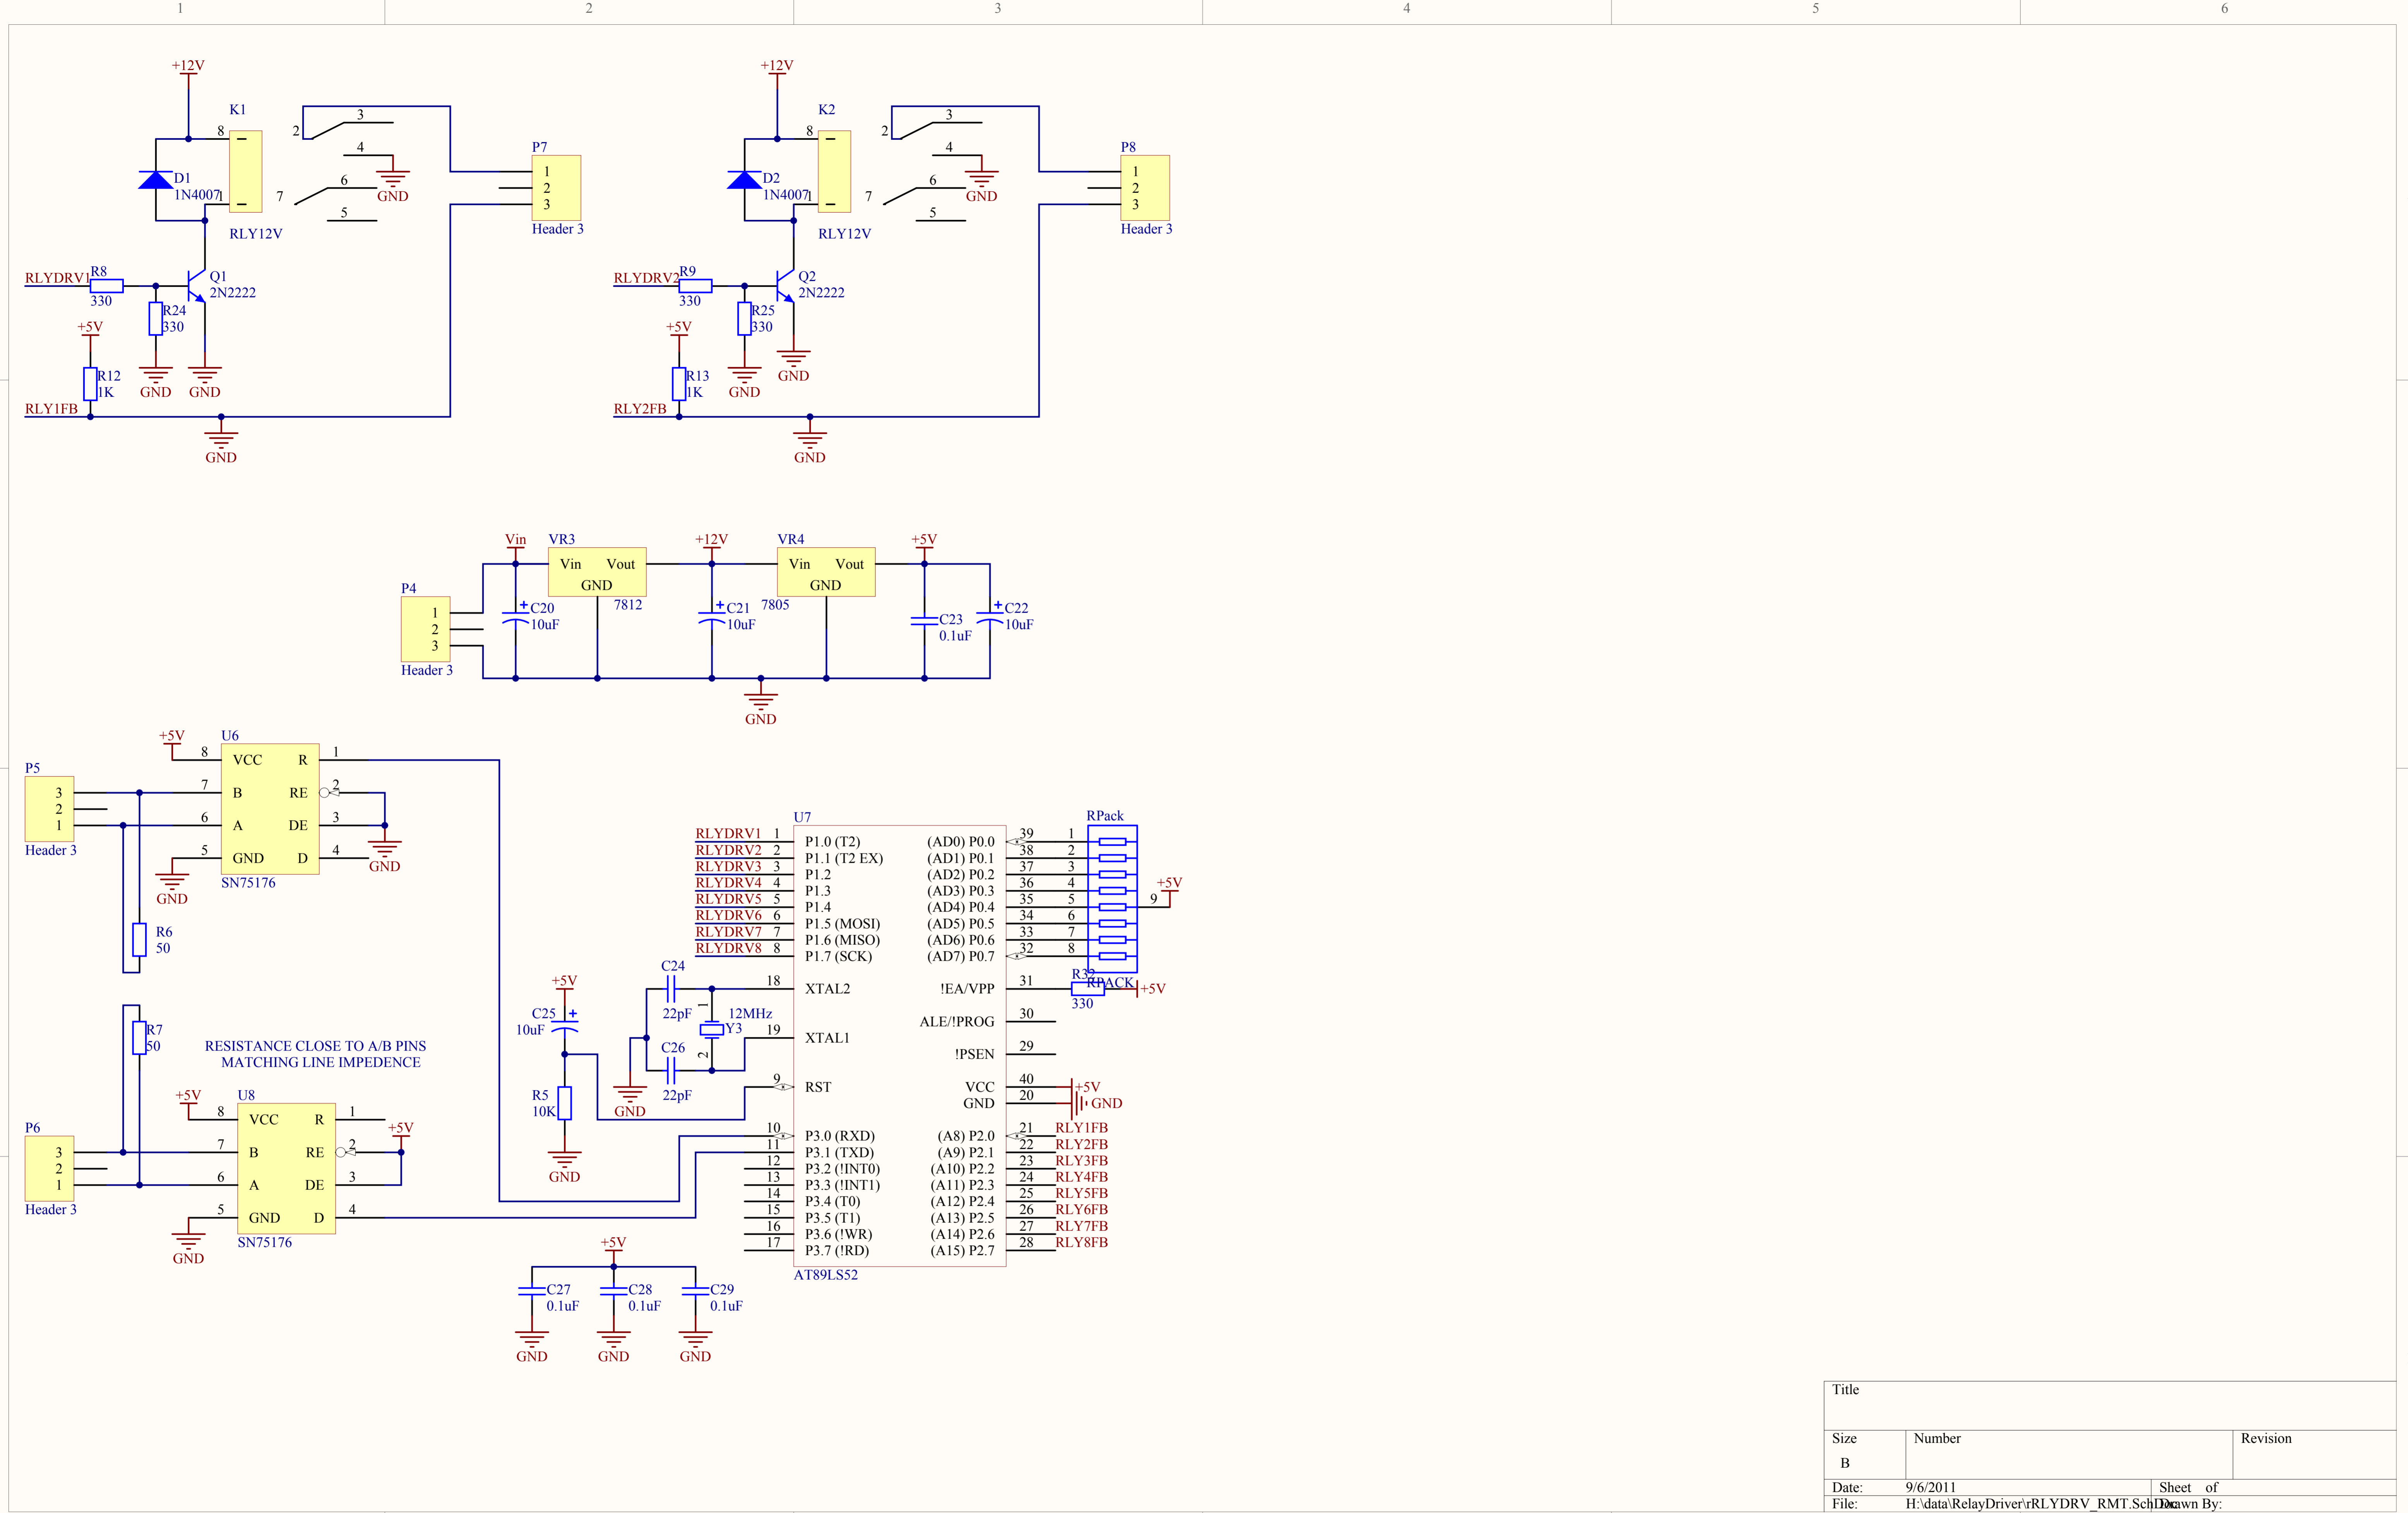 1 2 3 4 5 6
+12V
K1
8
1
D1
1N4007
RLY12V
2
3
4
7
6
5
GND
P7
1
2
3
Header 3
RLYDRV1
R8
330
Q1
2N2222
R24
330
GND
GND
+5V
R12
1K
RLY1FB
GND
+12V
K2
8
1
D2
1N4007
RLY12V
2
3
4
7
6
5
GND
P8
1
2
3
Header 3
RLYDRV2
R9
330
Q2
2N2222
R25
330
GND
GND
+5V
R13
1K
RLY2FB
GND
P4
1
2
3
Header 3
Vin
C20
10uF
VR3
Vin Vout
GND
7812
+12V
C21
10uF
VR4
Vin Vout
GND
7805
+5V
C23
0.1uF
C22
10uF
GND
P5
3
2
1
Header 3
+5V
U6
8 VCC R 1
7 B RE 2
6 A DE 3
5 GND D 4
SN75176
GND
GND
R6
50
R7
50
RESISTANCE CLOSE TO A/B PINS
MATCHING LINE IMPEDENCE
P6
3
2
1
Header 3
+5V
U8
8 VCC R 1
7 B RE 2
6 A DE 3
5 GND D 4
SN75176
+5V
GND
+5V
C25
10uF
R5
10K
GND
C24
22pF
12MHz
Y3
1
2
C26
22pF
GND
U7
RLYDRV1 1 P1.0 (T2) (AD0) P0.0 39 1
RLYDRV2 2 P1.1 (T2 EX) (AD1) P0.1 38 2
RLYDRV3 3 P1.2 (AD2) P0.2 37 3
RLYDRV4 4 P1.3 (AD3) P0.3 36 4
RLYDRV5 5 P1.4 (AD4) P0.4 35 5
RLYDRV6 6 P1.5 (MOSI) (AD5) P0.5 34 6
RLYDRV7 7 P1.6 (MISO) (AD6) P0.6 33 7
RLYDRV8 8 P1.7 (SCK) (AD7) P0.7 32 8
RPack
9
+5V
RPACK
18 XTAL2 !EA/VPP 31
R32
330
+5V
ALE/!PROG 30
19 XTAL1
!PSEN 29
9 RST VCC 40 +5V
GND 20 GND
10 P3.0 (RXD) (A8) P2.0 21 RLY1FB
11 P3.1 (TXD) (A9) P2.1 22 RLY2FB
12 P3.2 (!INT0) (A10) P2.2 23 RLY3FB
13 P3.3 (!INT1) (A11) P2.3 24 RLY4FB
14 P3.4 (T0) (A12) P2.4 25 RLY5FB
15 P3.5 (T1) (A13) P2.5 26 RLY6FB
16 P3.6 (!WR) (A14) P2.6 27 RLY7FB
17 P3.7 (!RD) (A15) P2.7 28 RLY8FB
AT89LS52
+5V
C27
0.1uF
C28
0.1uF
C29
0.1uF
GND
GND
GND
Title
Size Number Revision
B
Date: 9/6/2011 Sheet of
File: H:\data\RelayDriver\rRLYDRV_RMT.SchDoc Drawn By: